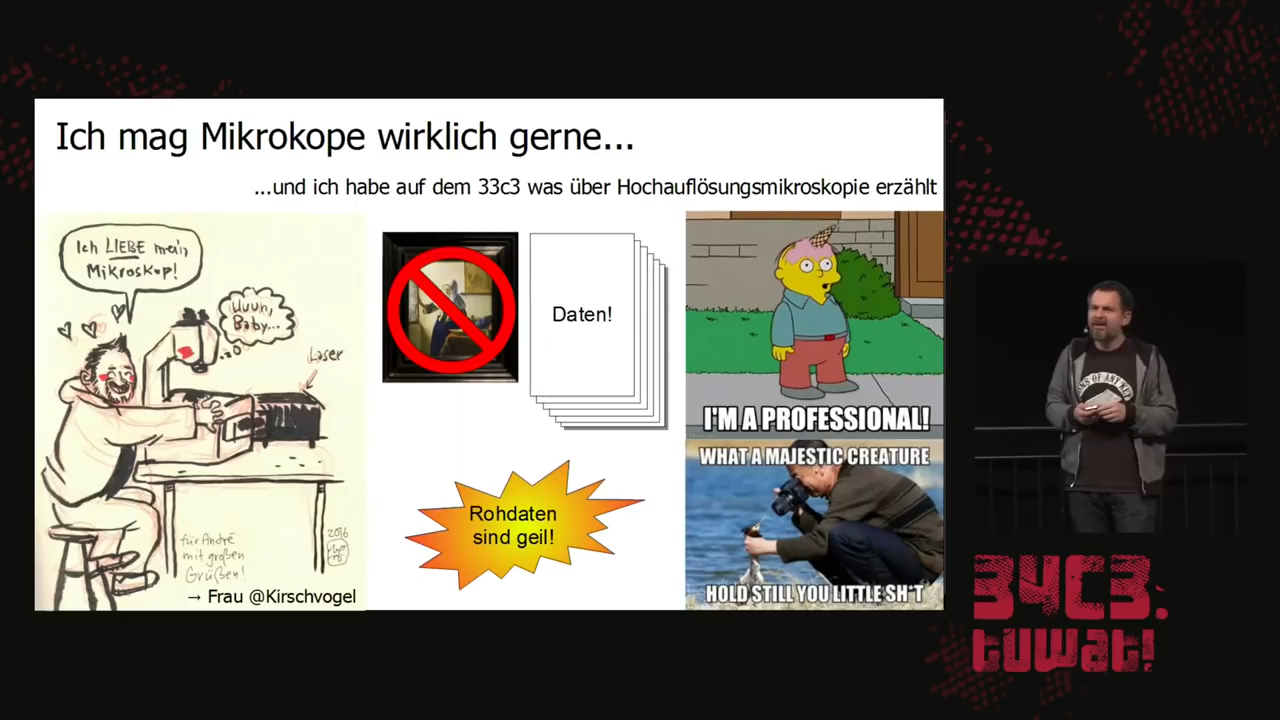 Ich mag Mikrokope wirklich gerne...
...und ich habe auf dem 33c3 was über Hochauflösungsmikroskopie erzählt
Ich LIEBE mein
Mikroskop!
Uuuh,
Baby...
Laser
für André
mit großen
Grüßen!
2016
→ Frau @Kirschvogel
Daten!
Rohdaten
sind geil!
I'M A PROFESSIONAL!
WHAT A MAJESTIC CREATURE
HOLD STILL YOU LITTLE SH*T
34C3.
tuwat!